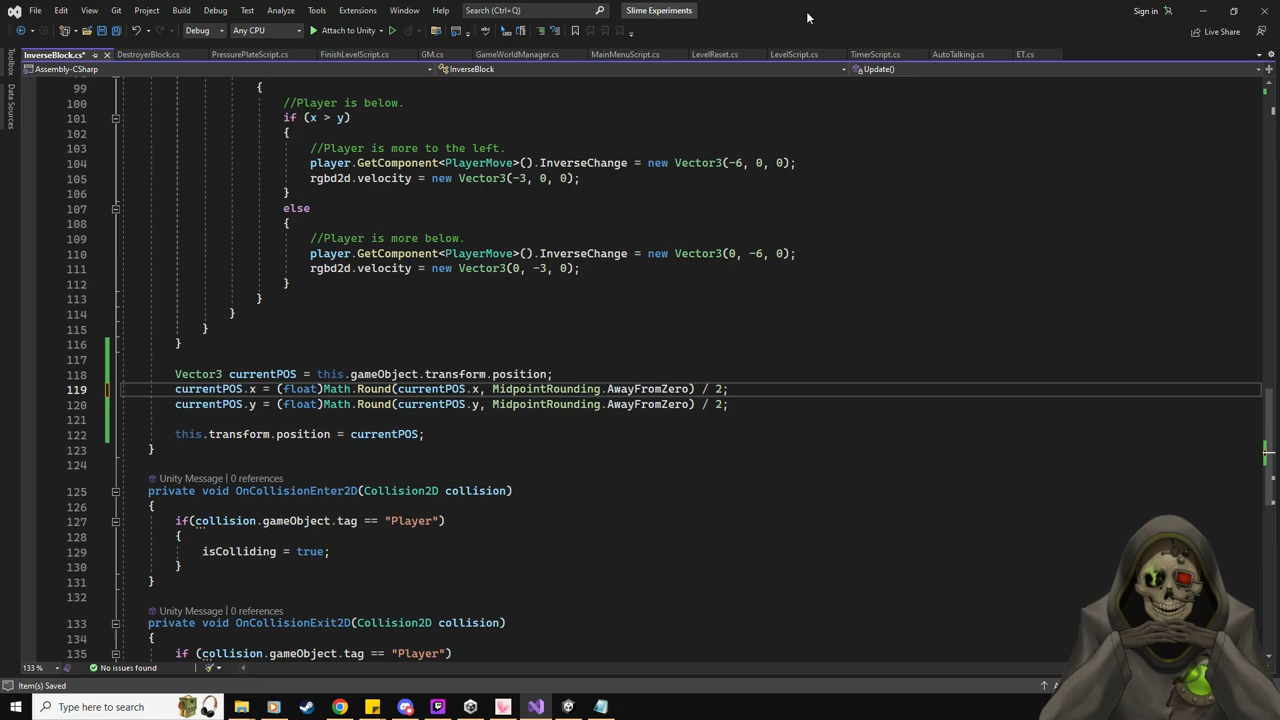 File Edit View Git Project Build Debug Test Analyze Tools Extensions Window Help Search (Ctrl+Q) Slime Experiments Sign in
Debug Any CPU Attach to Unity Live Share
InverseBlock.cs* DestroyerBlock.cs PressurePlateScript.cs FinishLevelScript.cs GM.cs GameWorldManager.cs MainMenuScript.cs LevelReset.cs LevelScript.cs TimerScript.cs AutoTalking.cs ET.cs
Toolbox
Data Sources
Assembly-CSharp InverseBlock Update()
99 {
100 //Player is below.
101 if (x > y)
102 {
103 //Player is more to the left.
104 player.GetComponent<PlayerMove>().InverseChange = new Vector3(-6, 0, 0);
105 rgbd2d.velocity = new Vector3(-3, 0, 0);
106 }
107 else
108 {
109 //Player is more below.
110 player.GetComponent<PlayerMove>().InverseChange = new Vector3(0, -6, 0);
111 rgbd2d.velocity = new Vector3(0, -3, 0);
112 }
113 }
114 }
115 }
116 }
117
118 Vector3 currentPOS = this.gameObject.transform.position;
119 currentPOS.x = (float)Math.Round(currentPOS.x, MidpointRounding.AwayFromZero) / 2;
120 currentPOS.y = (float)Math.Round(currentPOS.y, MidpointRounding.AwayFromZero) / 2;
121
122 this.transform.position = currentPOS;
123 }
124
Unity Message | 0 references
125 private void OnCollisionEnter2D(Collision2D collision)
126 {
127 if(collision.gameObject.tag == "Player")
128 {
129 isColliding = true;
130 }
131 }
132
Unity Message | 0 references
133 private void OnCollisionExit2D(Collision2D collision)
134 {
135 if (collision.gameObject.tag == "Player")
133 % No issues found
Item(s) Saved
Type here to search